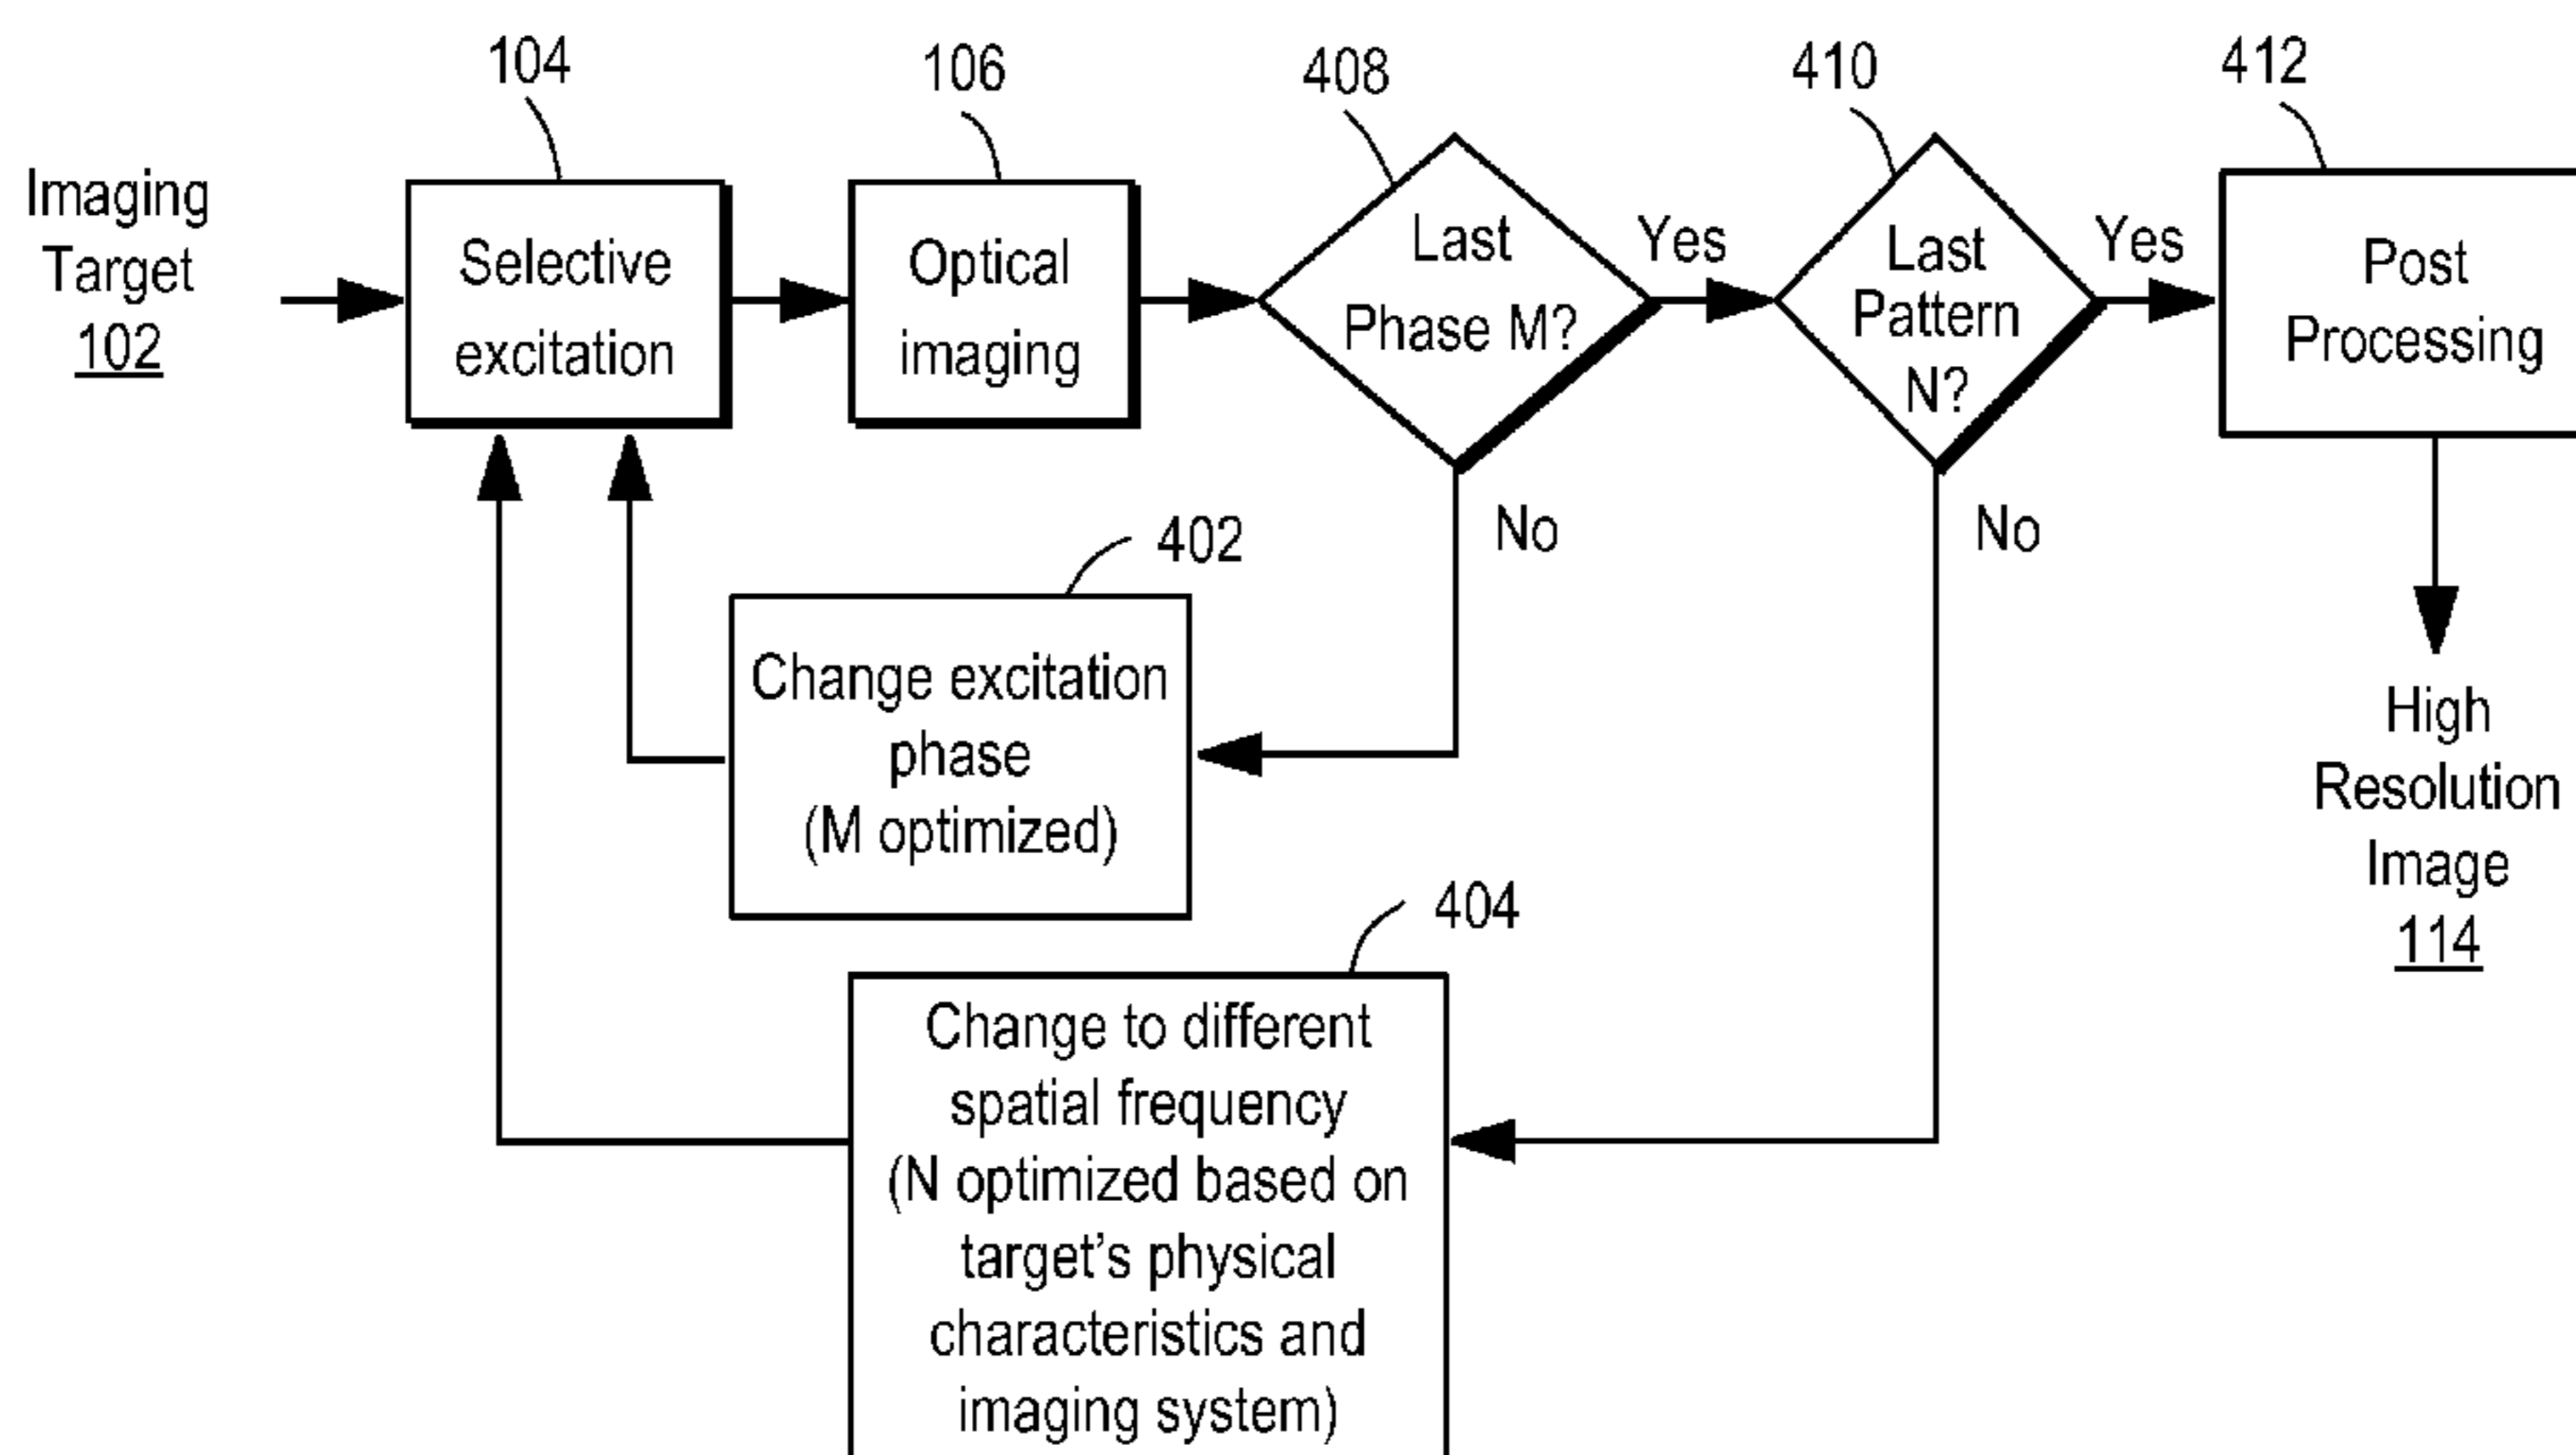 104
106
408
410
412
Imaging
Target
102
Selective
excitation
Optical
imaging
Last
Phase M?
Yes
Last
Pattern
N?
Yes
Post
Processing
No
No
402
Change excitation
phase
(M optimized)
High
Resolution
Image
114
404
Change to different
spatial frequency
(N optimized based on
target's physical
characteristics and
imaging system)